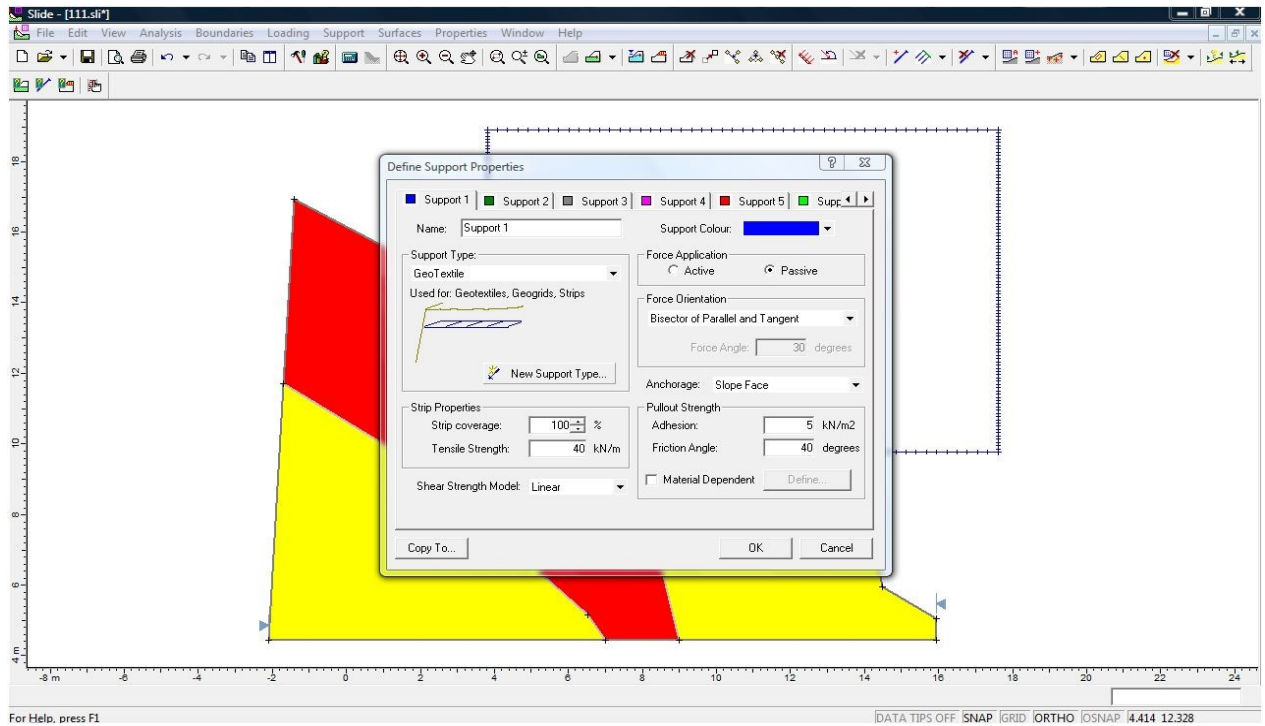 Slide - [111.sli*]
File Edit View Analysis Boundaries Loading Support Surfaces Properties Window Help
Define Support Properties
Support 1 Support 2 Support 3 Support 4 Support 5
Name: Support 1 Support Colour:
Support Type: Force Application
GeoTextile Active Passive
Used for: Geotextiles, Geogrids, Strips
Force Orientation
Bisector of Parallel and Tangent
Force Angle: 30 degrees
New Support Type...
Anchorage: Slope Face
Strip Properties Pullout Strength
Strip coverage: 100 % Adhesion: 5 kN/m2
Tensile Strength: 40 kN/m Friction Angle: 40 degrees
Material Dependent Define...
Shear Strength Model: Linear
Copy To... OK Cancel
18
16
14
12
10
8
6
4 m
-8 m -6 -4 -2 0 2 4 6 8 10 12 14 16 18 20 22 24
For Help, press F1 DATA TIPS OFF SNAP GRID ORTHO OSNAP 4.414 12.328